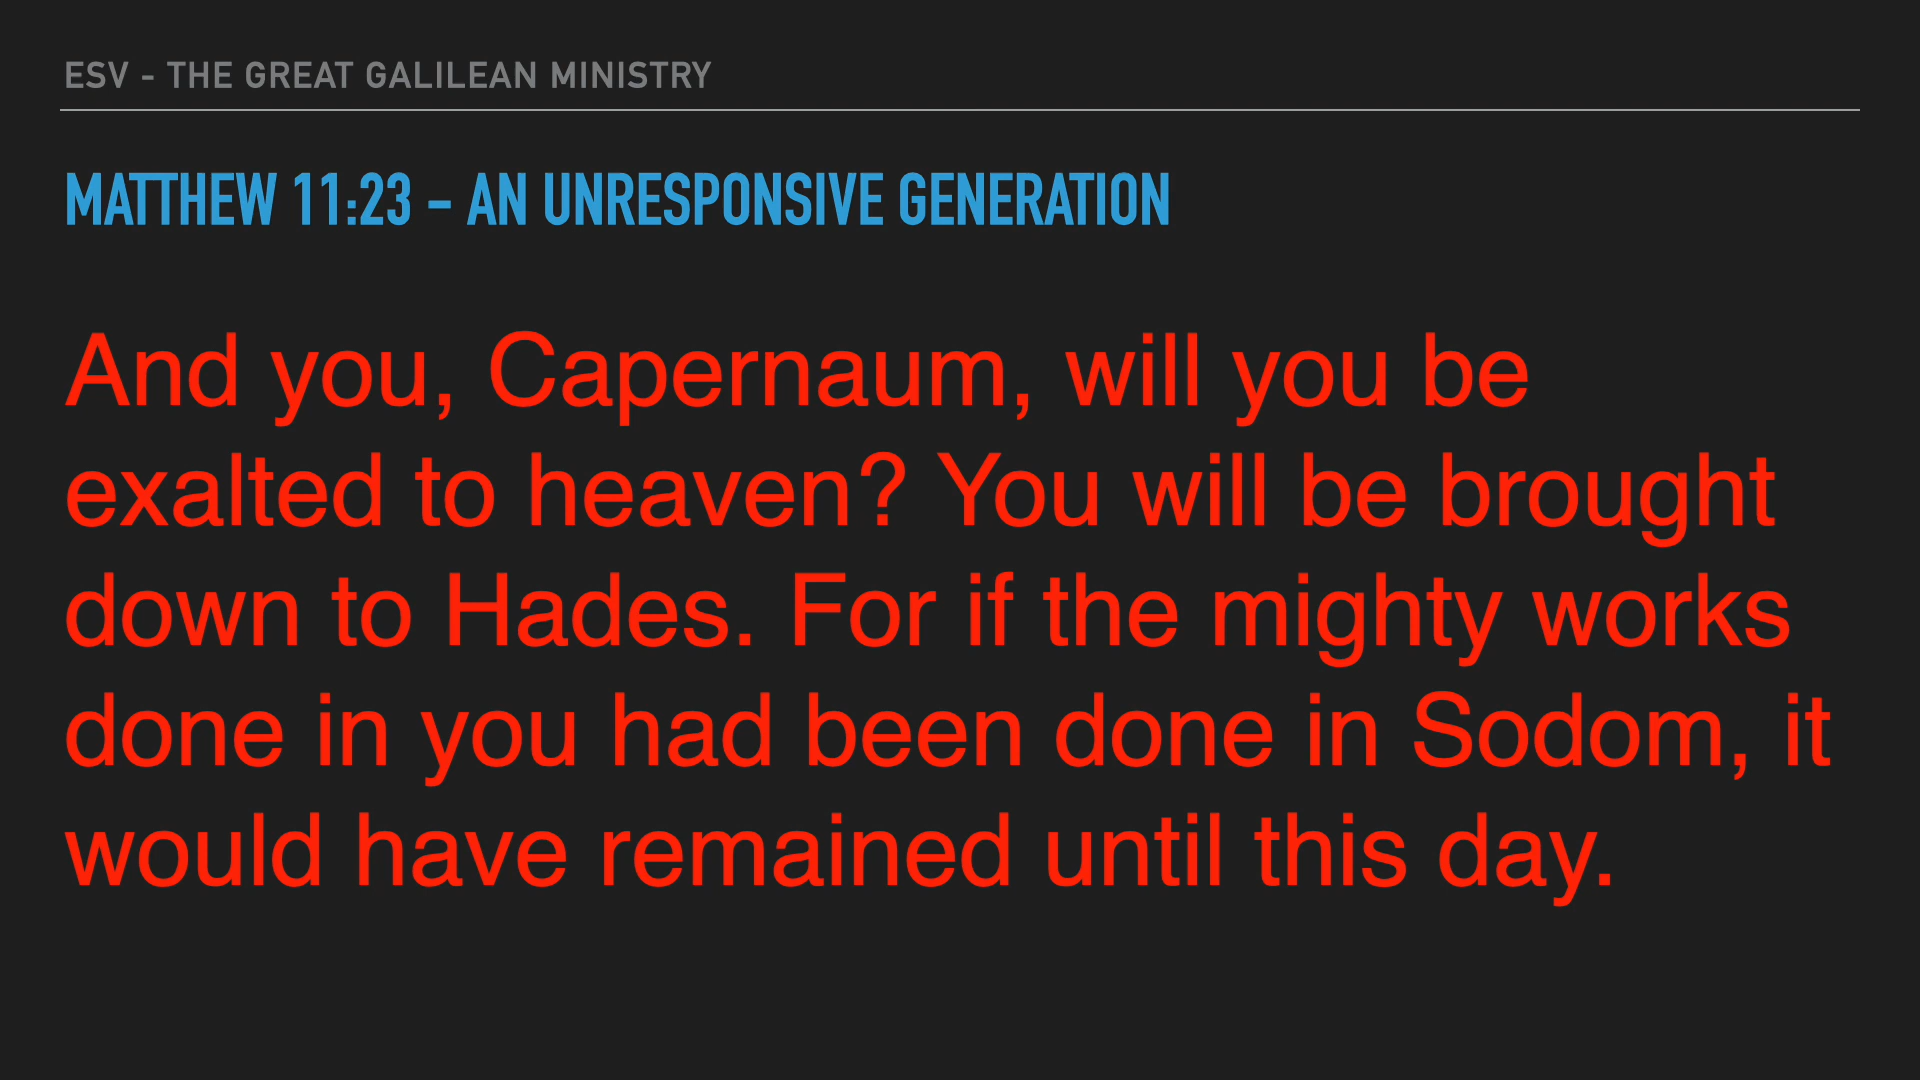 ESV - THE GREAT GALILEAN MINISTRY
MATTHEW 11:23 - AN UNRESPONSIVE GENERATION
And you, Capernaum, will you be
exalted to heaven? You will be brought
down to Hades. For if the mighty works
done in you had been done in Sodom, it
would have remained until this day.